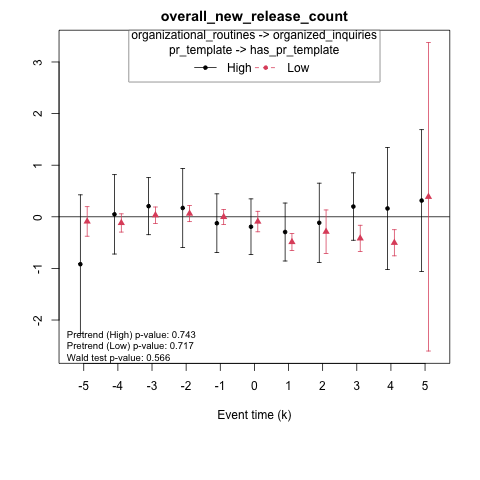 overall_new_release_count
organizational_routines -> organized_inquiries
pr_template -> has_pr_template
High
Low
3
2
1
0
-1
-2
Pretrend (High) p-value: 0.743
Pretrend (Low) p-value: 0.717
Wald test p-value: 0.566
-5 -4 -3 -2 -1 0 1 2 3 4 5
Event time (k)